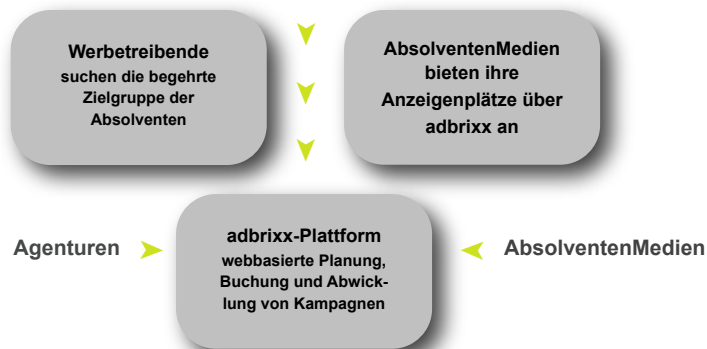 Werbetreibende
suchen die begehrte
Zielgruppe der
Absolventen
AbsolventenMedien
bieten ihre
Anzeigenplätze über
adbrixx an
Agenturen
adbrixx-Plattform
webbasierte Planung,
Buchung und Abwick-
lung von Kampagnen
AbsolventenMedien